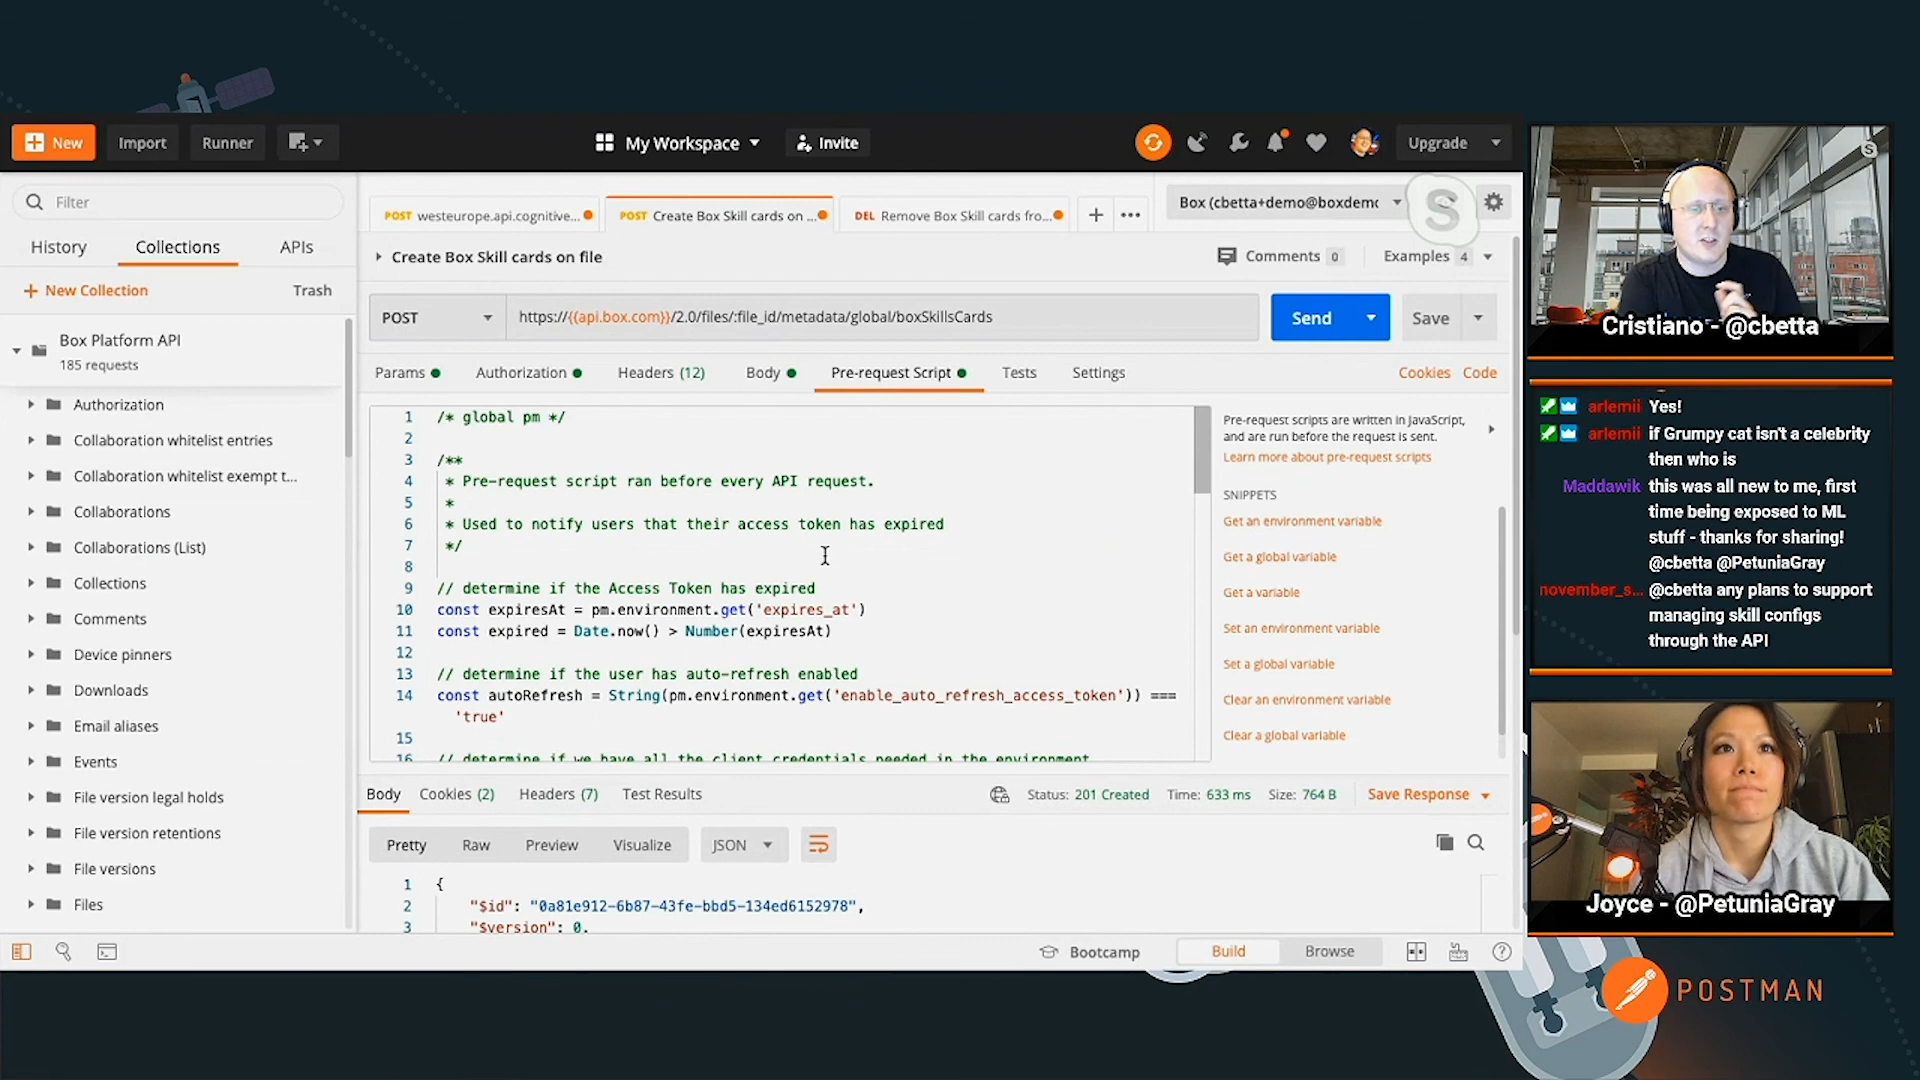 New
Import
Runner
My Workspace
Invite
Upgrade
Filter
History
Collections
APIs
+ New Collection
Trash
Box Platform API
185 requests
Authorization
Collaboration whitelist entries
Collaboration whitelist exempt t...
Collaborations
Collaborations (List)
Collections
Comments
Device pinners
Downloads
Email aliases
Events
File version legal holds
File version retentions
File versions
Files
POST westeurope.api.cognitive...
POST Create Box Skill cards on ...
DEL Remove Box Skill cards fro...
Box (cbetta+demo@boxdemo
Create Box Skill cards on file
Comments 0
Examples 4
POST
https://{{api.box.com}}/2.0/files/:file_id/metadata/global/boxSkillsCards
Send
Save
Params
Authorization
Headers (12)
Body
Pre-request Script
Tests
Settings
Cookies
Code
1 /* global pm */
2
3 /**
4 * Pre-request script ran before every API request.
5 *
6 * Used to notify users that their access token has expired
7 */
8
9 // determine if the Access Token has expired
10 const expiresAt = pm.environment.get('expires_at')
11 const expired = Date.now() > Number(expiresAt)
12
13 // determine if the user has auto-refresh enabled
14 const autoRefresh = String(pm.environment.get('enable_auto_refresh_access_token')) ===
'true'
15
16 // determine if we have all the client credentials needed in the environment
Pre-request scripts are written in JavaScript,
and are run before the request is sent.
Learn more about pre-request scripts
SNIPPETS
Get an environment variable
Get a global variable
Get a variable
Set an environment variable
Set a global variable
Clear an environment variable
Clear a global variable
Body
Cookies (2)
Headers (7)
Test Results
Status: 201 Created
Time: 633 ms
Size: 764 B
Save Response
Pretty
Raw
Preview
Visualize
JSON
1 {
2 "$id": "0a81e912-6b87-43fe-bbd5-134ed6152978",
3 "$version": 0,
Bootcamp
Build
Browse
Cristiano - @cbetta
arlemii Yes!
arlemii if Grumpy cat isn't a celebrity
then who is
Maddawik this was all new to me, first
time being exposed to ML
stuff - thanks for sharing!
@cbetta @PetuniaGray
november_s... @cbetta any plans to support
managing skill configs
through the API
Joyce - @PetuniaGray
POSTMAN